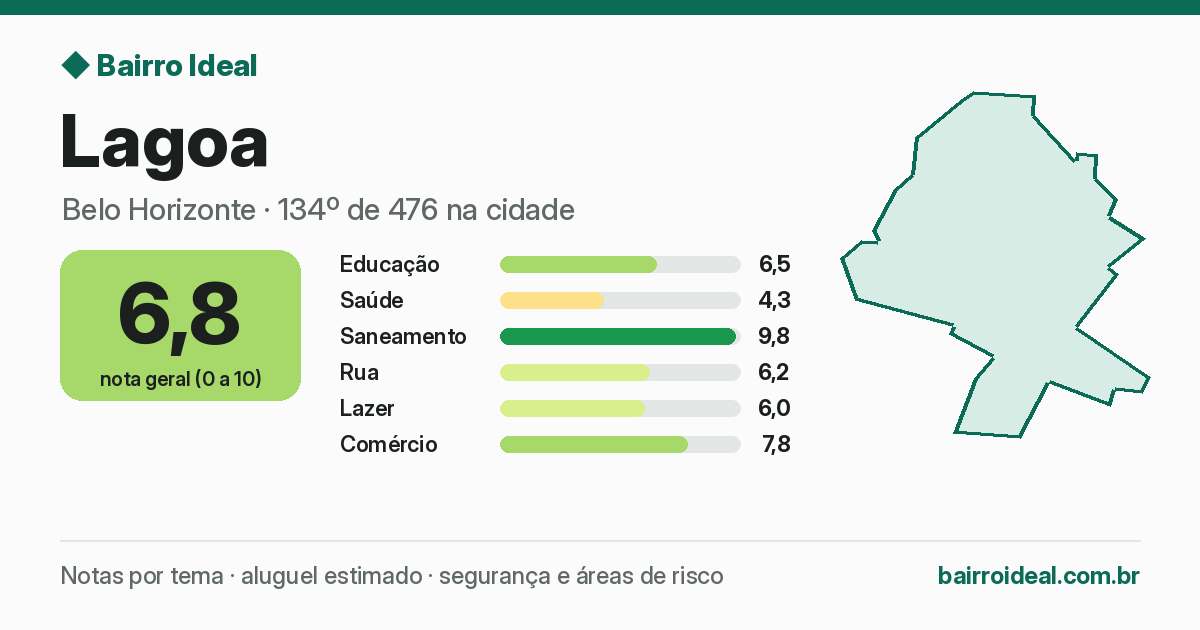 Bairro Ideal
Lagoa
Belo Horizonte · 134º de 476 na cidade
6,8
nota geral (0 a 10)
Educação 6,5
Saúde 4,3
Saneamento 9,8
Rua 6,2
Lazer 6,0
Comércio 7,8
Notas por tema · aluguel estimado · segurança e áreas de risco
bairroideal.com.br